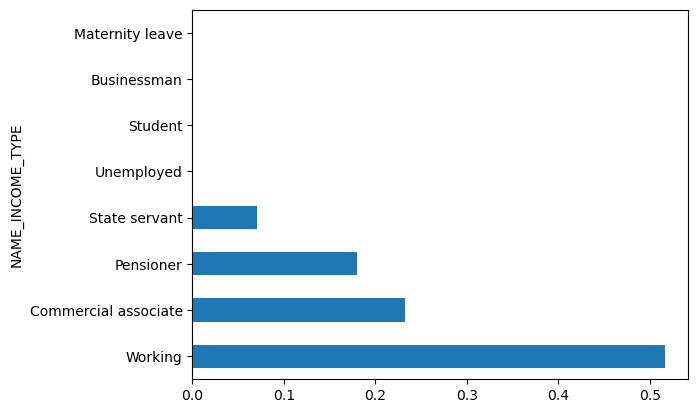 NAME_INCOME_TYPE
Maternity leave
Businessman
Student
Unemployed
State servant
Pensioner
Commercial associate
Working
0.0 0.1 0.2 0.3 0.4 0.5